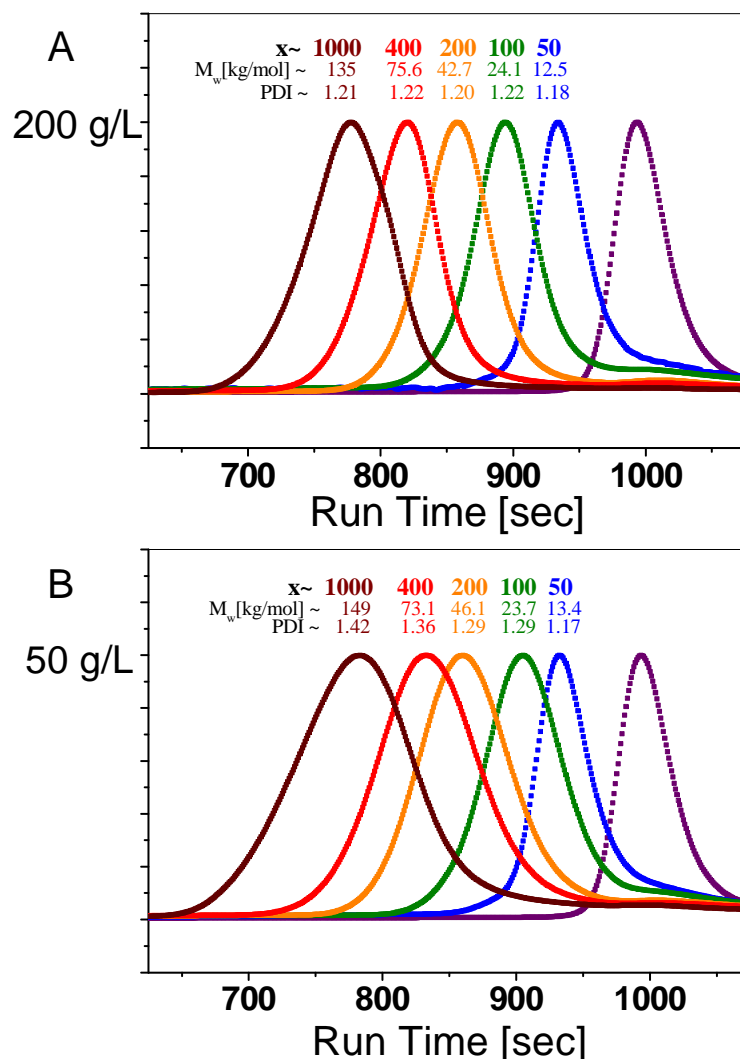 A
x~ 1000 400 200 100 50
Mw[kg/mol] ~ 135 75.6 42.7 24.1 12.5
PDI ~ 1.21 1.22 1.20 1.22 1.18
200 g/L
700 800 900 1000
Run Time [sec]
B
x~ 1000 400 200 100 50
Mw[kg/mol] ~ 149 73.1 46.1 23.7 13.4
PDI ~ 1.42 1.36 1.29 1.29 1.17
50 g/L
700 800 900 1000
Run Time [sec]